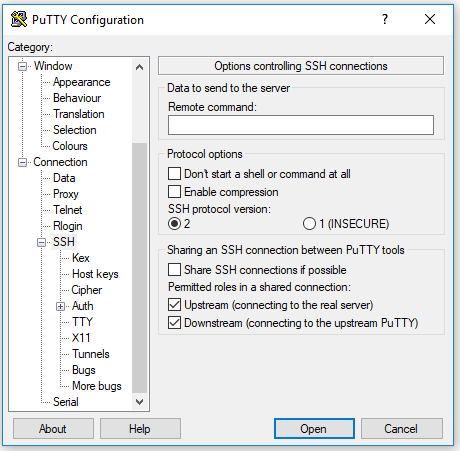 PuTTY Configuration
?
Category:
Window
Appearance
Behaviour
Translation
Selection
Colours
Connection
Data
Proxy
Telnet
Rlogin
SSH
Kex
Host keys
Cipher
Auth
TTY
X11
Tunnels
Bugs
More bugs
Serial
Options controlling SSH connections
Data to send to the server
Remote command:
Protocol options
Don't start a shell or command at all
Enable compression
SSH protocol version:
2 1 (INSECURE)
Sharing an SSH connection between PuTTY tools
Share SSH connections if possible
Permitted roles in a shared connection:
Upstream (connecting to the real server)
Downstream (connecting to the upstream PuTTY)
About Help Open Cancel